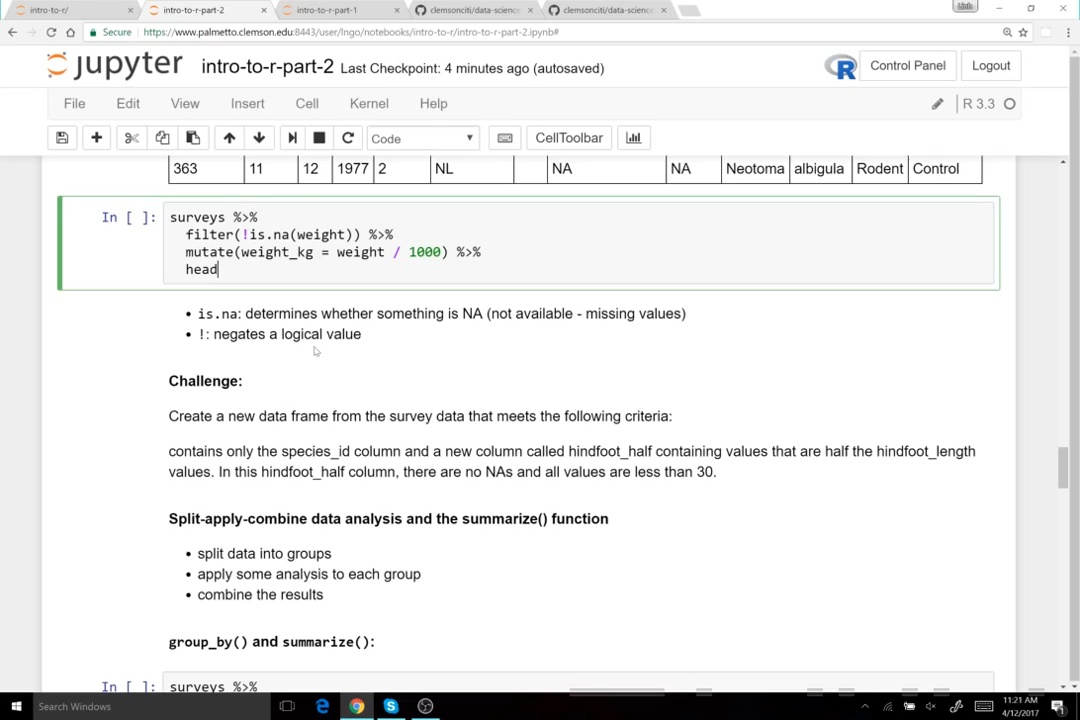 intro-to-r/
intro-to-r-part-2
intro-to-r-part-1
clemsonciti/data-science
clemsonciti/data-science
Linh
Secure https://www.palmetto.clemson.edu:8443/user/lngo/notebooks/intro-to-r/intro-to-r-part-2.ipynb#
jupyter intro-to-r-part-2 Last Checkpoint: 4 minutes ago (autosaved) R Control Panel Logout
File Edit View Insert Cell Kernel Help R 3.3
Code CellToolbar
363 11 12 1977 2 NL NA NA Neotoma albigula Rodent Control
In [ ]: surveys %>%
filter(!is.na(weight)) %>%
mutate(weight_kg = weight / 1000) %>%
head
• is.na: determines whether something is NA (not available - missing values)
• !: negates a logical value
Challenge:
Create a new data frame from the survey data that meets the following criteria:
contains only the species_id column and a new column called hindfoot_half containing values that are half the hindfoot_length
values. In this hindfoot_half column, there are no NAs and all values are less than 30.
Split-apply-combine data analysis and the summarize() function
• split data into groups
• apply some analysis to each group
• combine the results
group_by() and summarize():
In [ ]: surveys %>%
Search Windows
11:21 AM
4/12/2017